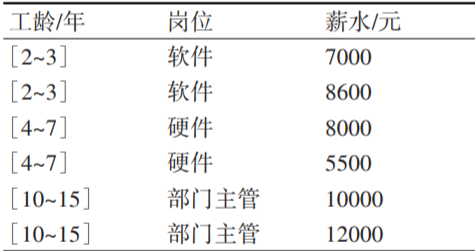 工龄/年 岗位 薪水/元
[2~3] 软件 7000
[2~3] 软件 8600
[4~7] 硬件 8000
[4~7] 硬件 5500
[10~15] 部门主管 10000
[10~15] 部门主管 12000